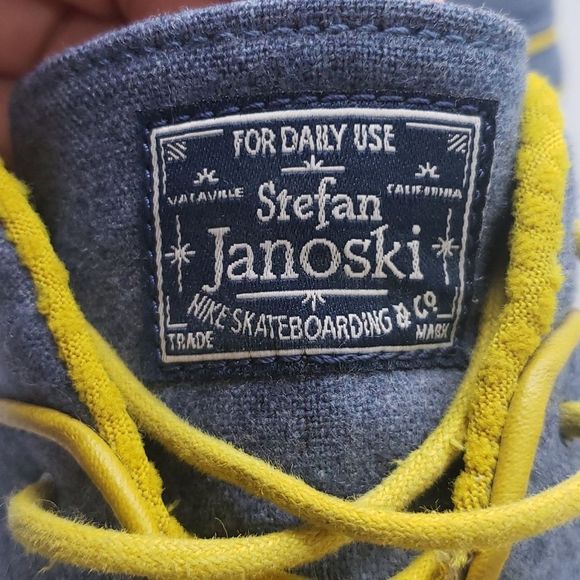 FOR DAILY USE
VACAVILLE CALIFORNIA
Stefan
Janoski
NIKE SKATEBOARDING & CO
TRADE MARK